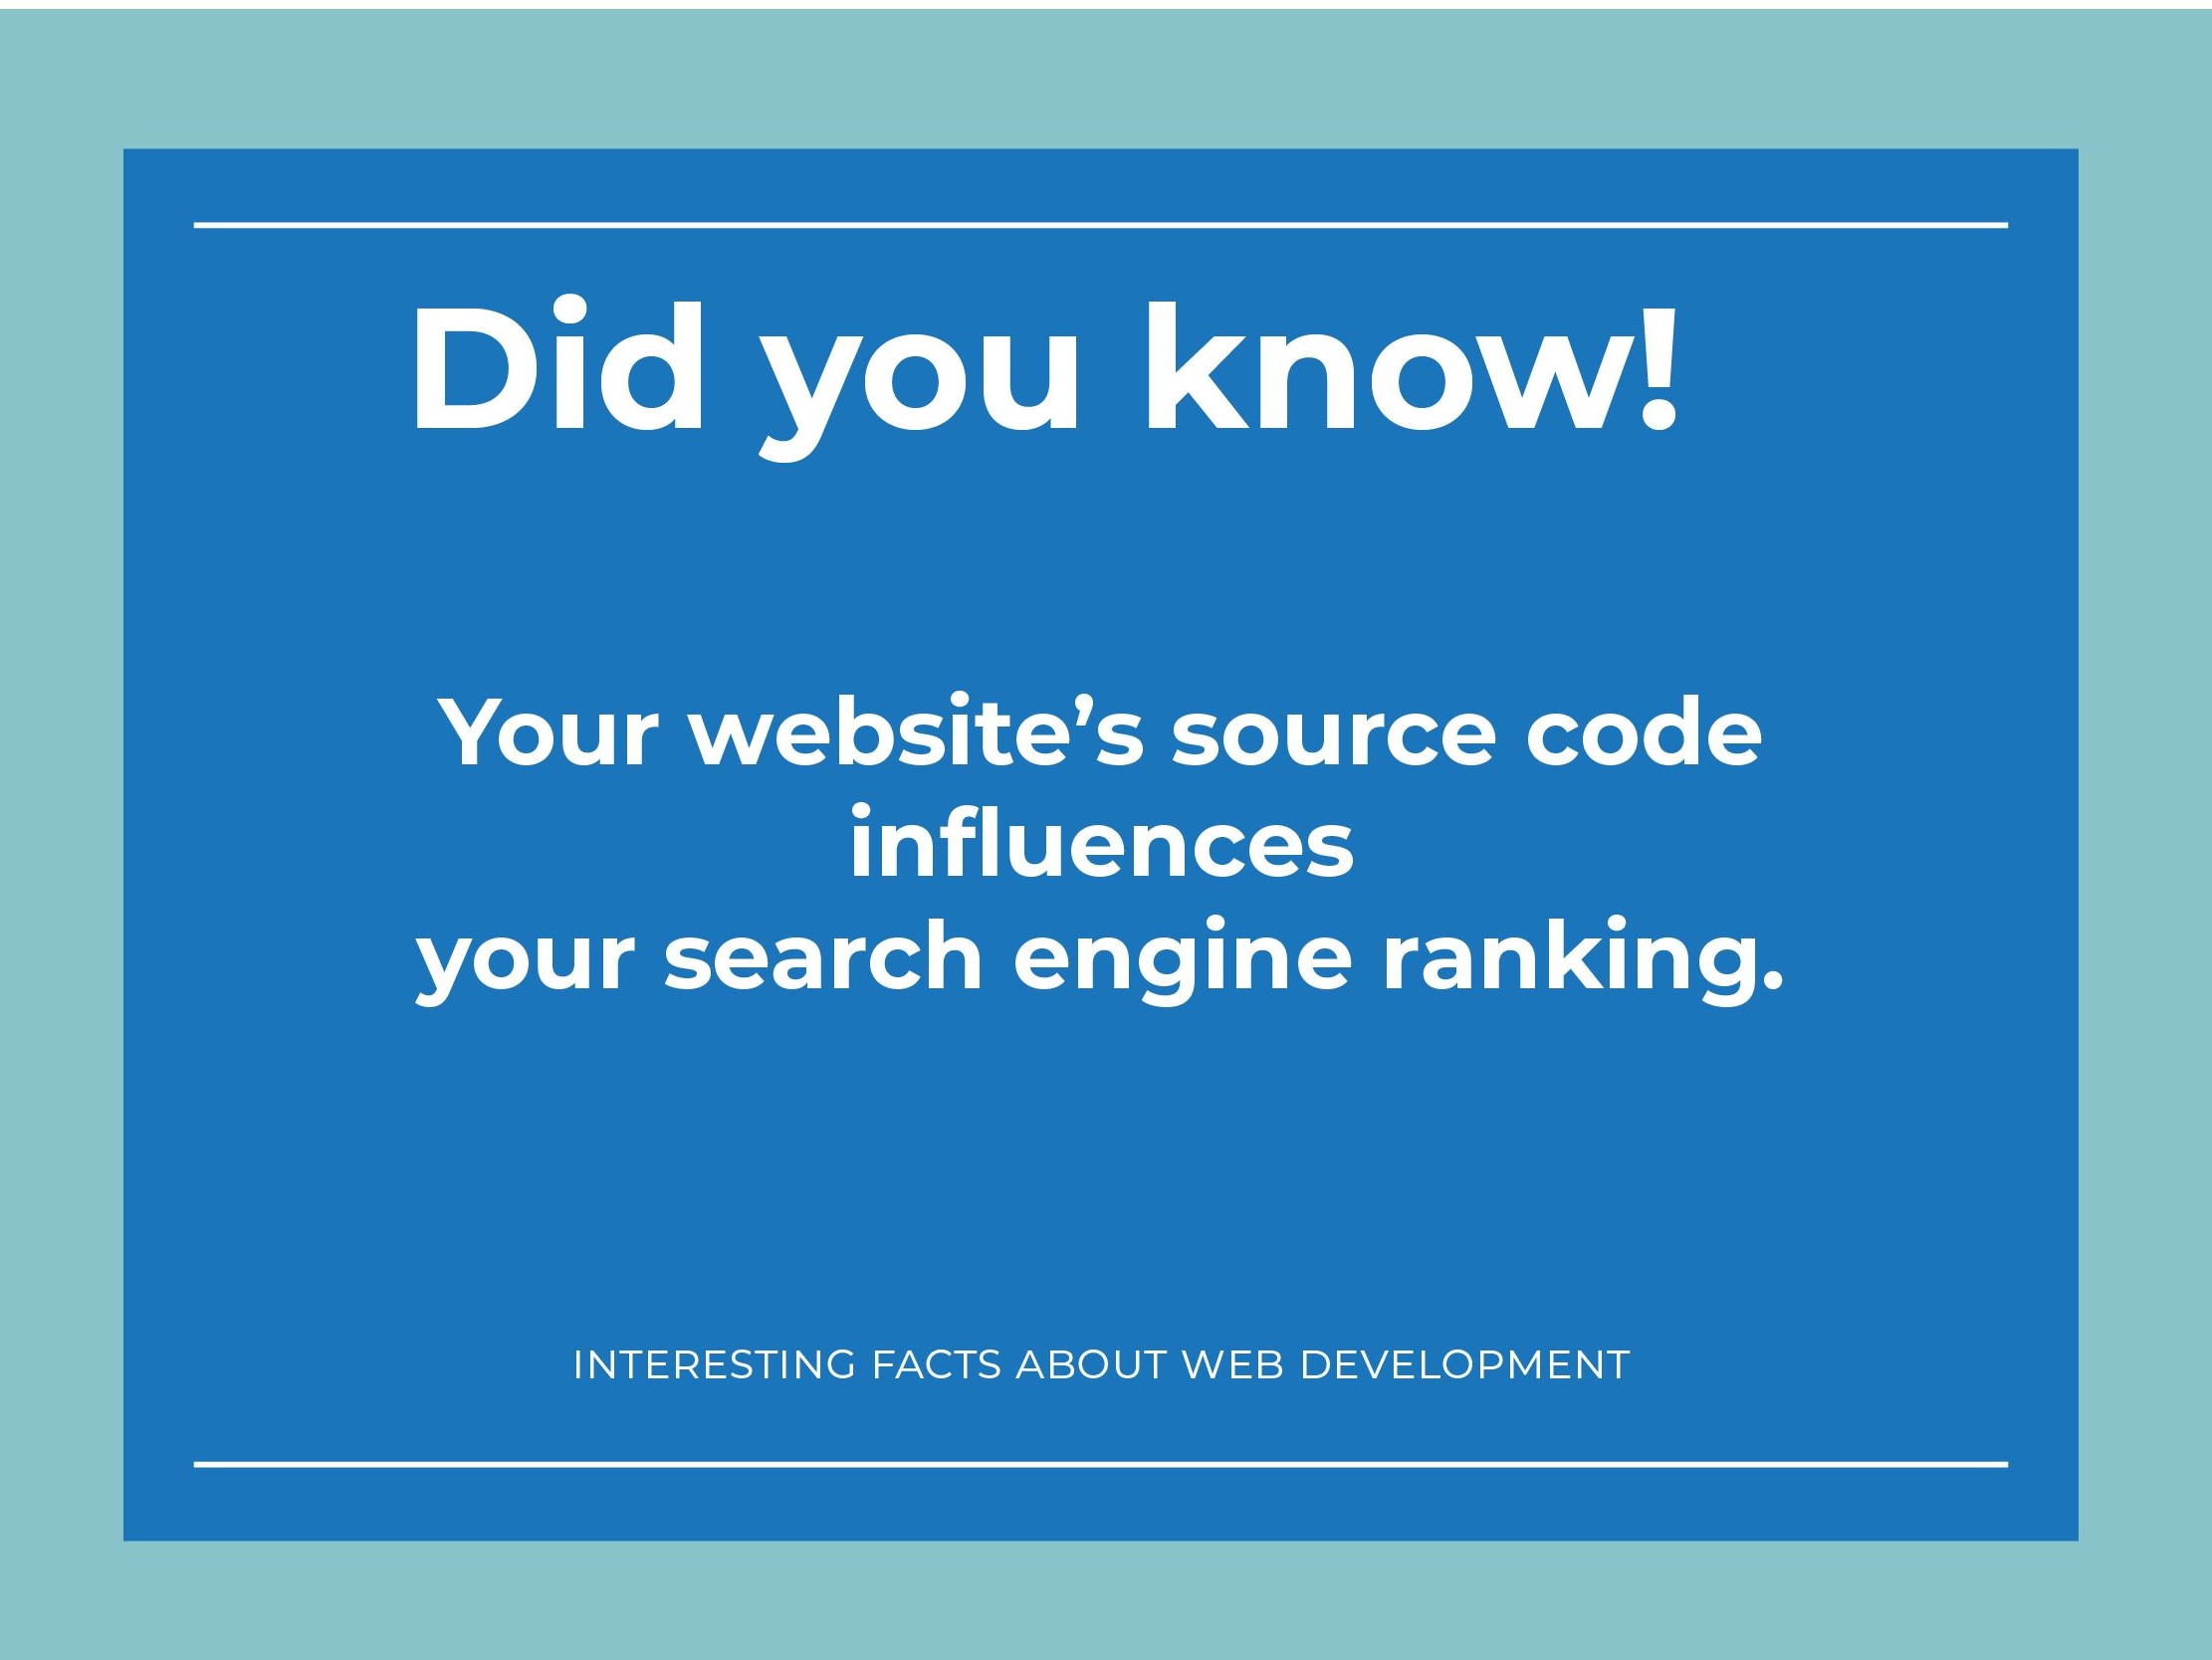 Did you know!
Your website’s source code
influences
your search engine ranking.
INTERESTING FACTS ABOUT WEB DEVELOPMENT